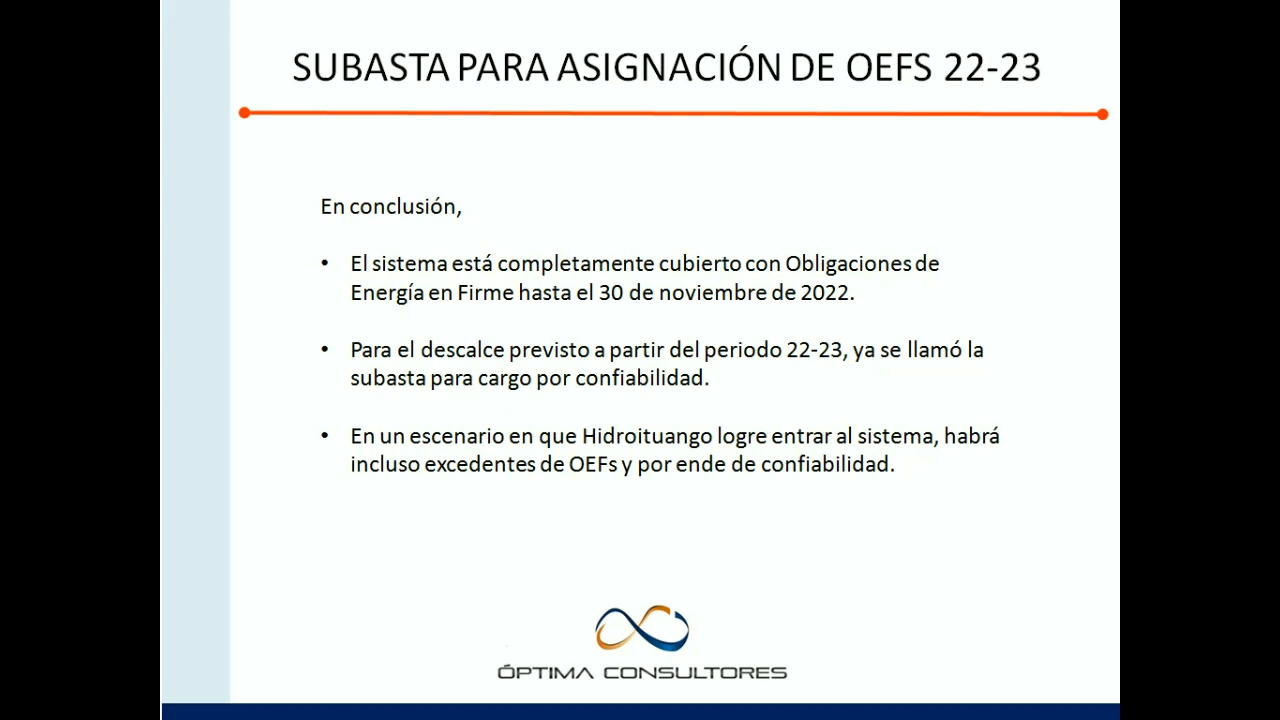 SUBASTA PARA ASIGNACIÓN DE OEFS 22-23
En conclusión,
• El sistema está completamente cubierto con Obligaciones de
Energía en Firme hasta el 30 de noviembre de 2022.
• Para el descalce previsto a partir del periodo 22-23, ya se llamó la
subasta para cargo por confiabilidad.
• En un escenario en que Hidroituango logre entrar al sistema, habrá
incluso excedentes de OEFs y por ende de confiabilidad.
ÓPTIMA CONSULTORES